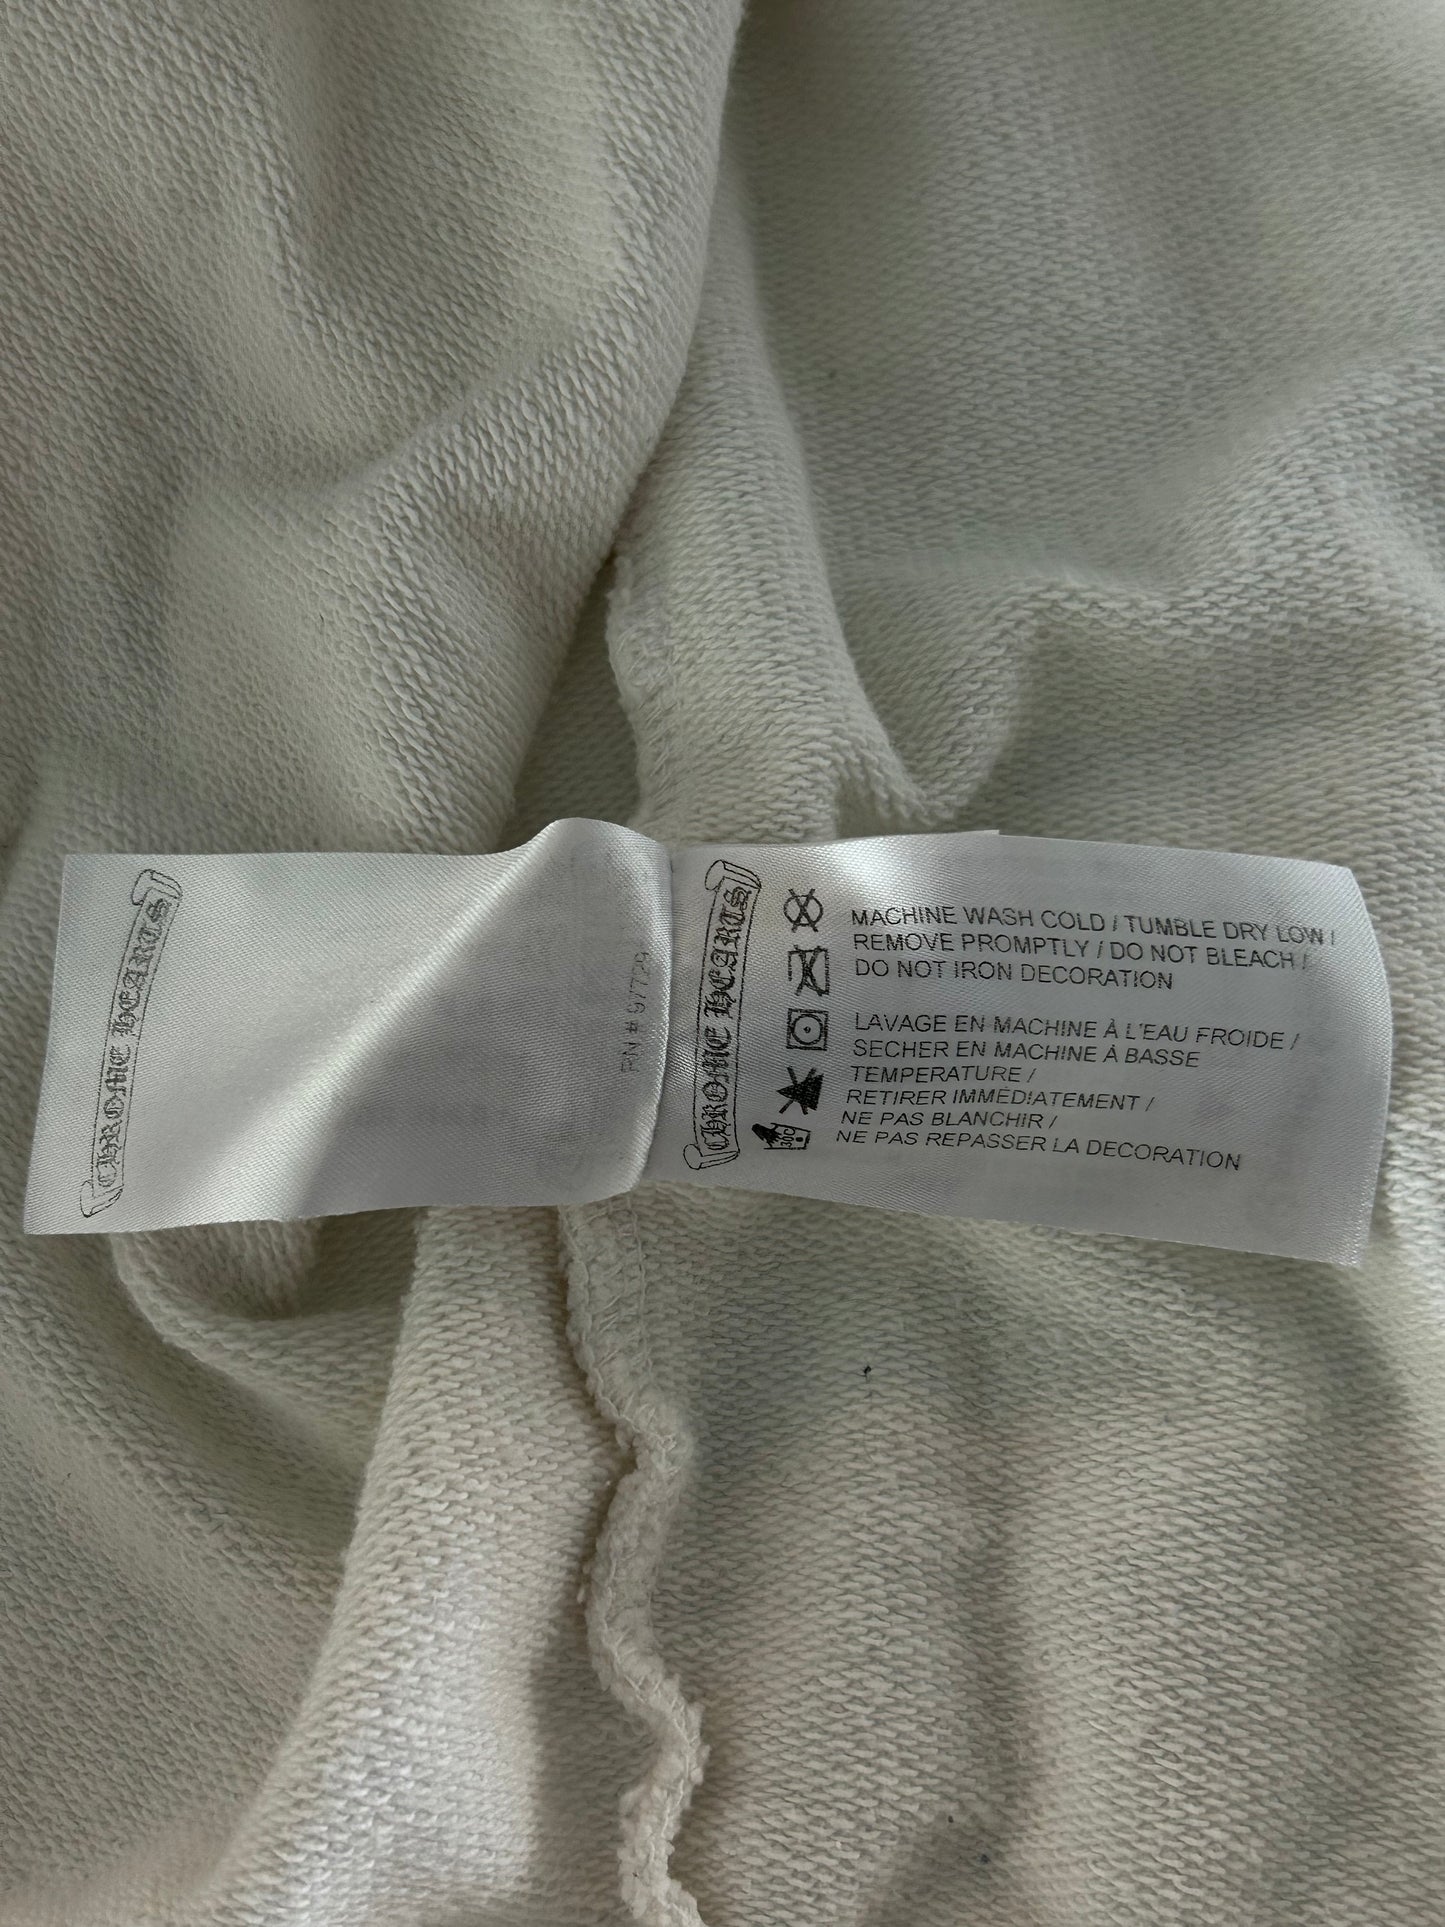 CHROME HEARTS
RN # 97729
CHROME HEARTS
MACHINE WASH COLD / TUMBLE DRY LOW /
REMOVE PROMPTLY / DO NOT BLEACH /
DO NOT IRON DECORATION
LAVAGE EN MACHINE À L'EAU FROIDE /
SECHER EN MACHINE À BASSE
TEMPERATURE /
RETIRER IMMÉDIATEMENT /
NE PAS BLANCHIR /
NE PAS REPASSER LA DECORATION
30C